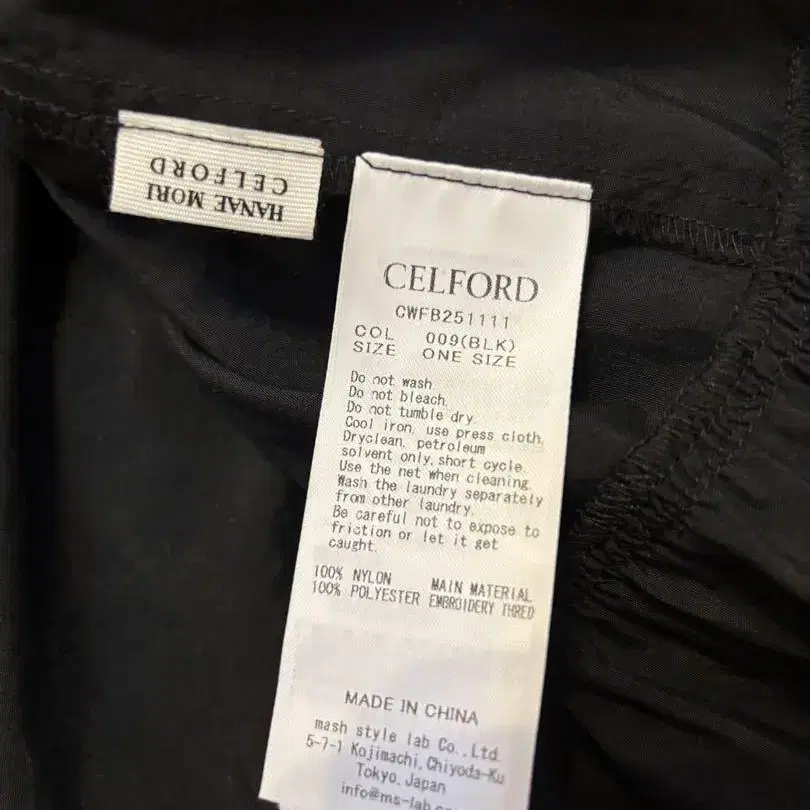 HANAE MORI
CELFORD
CELFORD
CWFB251111
COL 009(BLK)
SIZE ONE SIZE
Do not wash.
Do not bleach.
Do not tumble dry.
Cool iron, use press cloth.
Dryclean, petroleum
solvent only, short cycle.
Use the net when cleaning.
Wash the laundry separately
from other laundry.
Be careful not to expose to
friction or let it get
caught.
100% NYLON MAIN MATERIAL
100% POLYESTER EMBROIDERY THRED
MADE IN CHINA
mash style lab Co.,Ltd.
5-7-1 Kojimachi, Chiyoda-Ku
Tokyo, Japan
info@ms-lab.